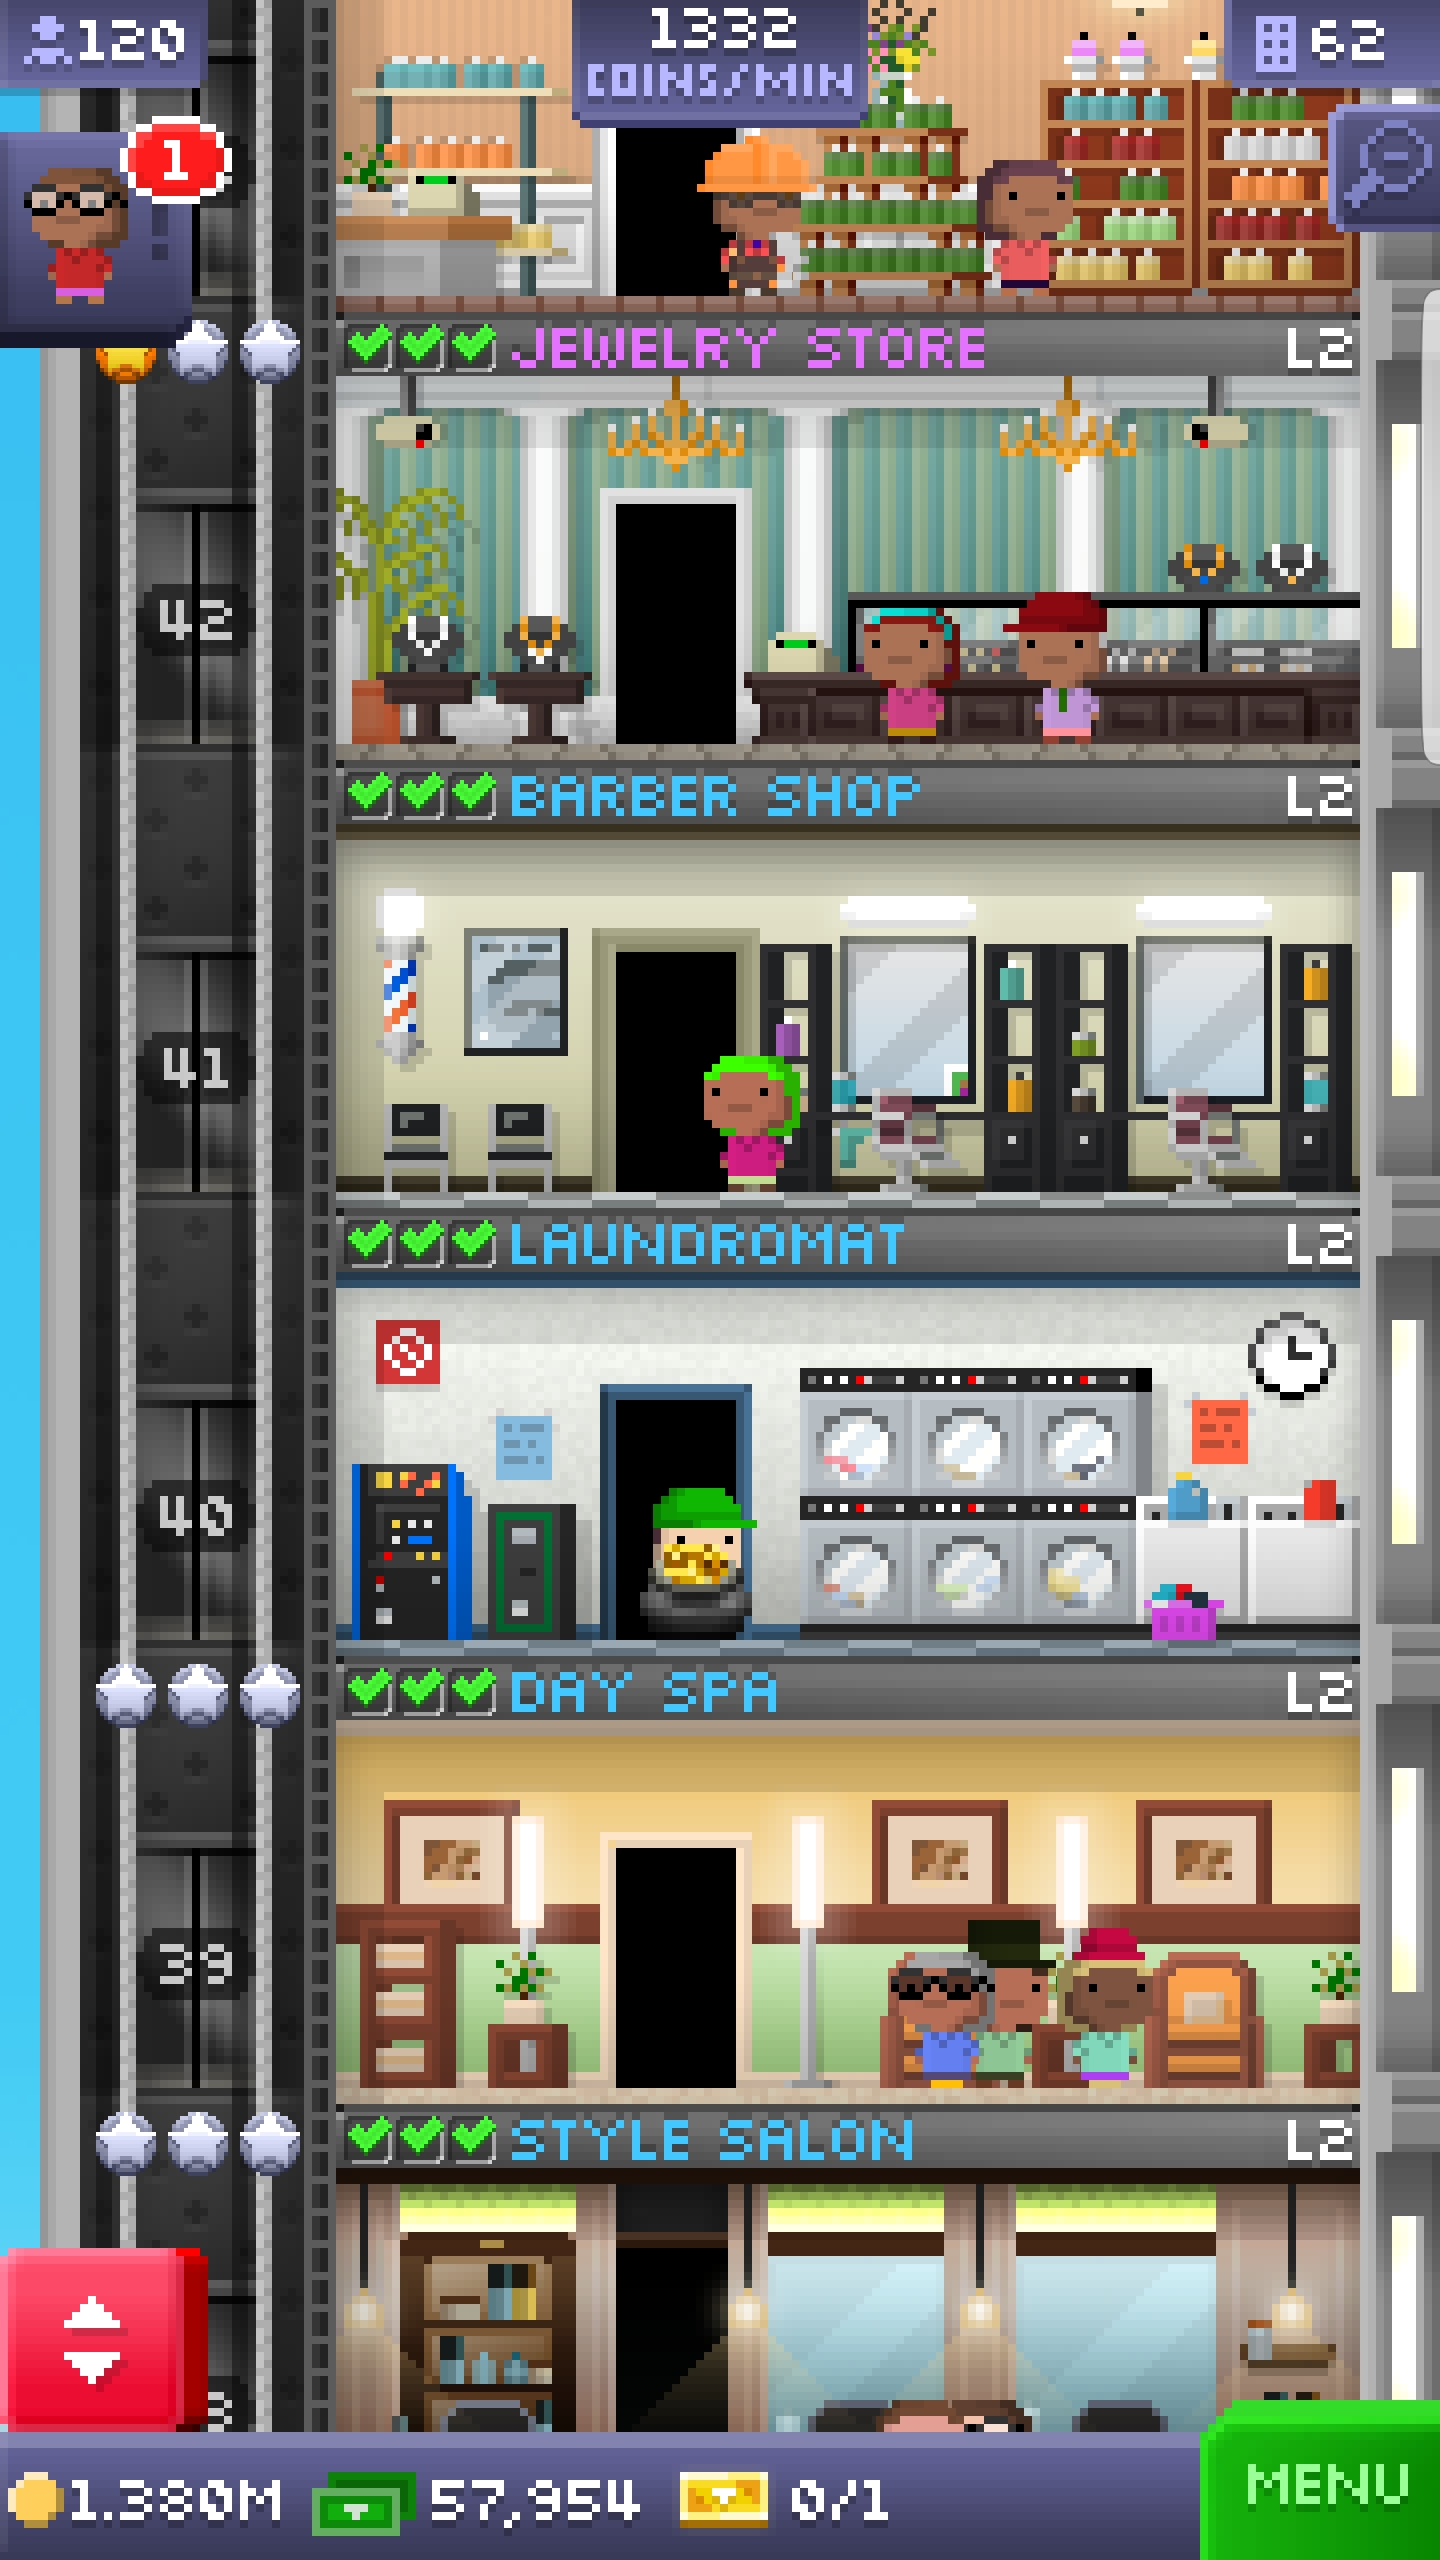 120
1332
COINS/MIN
62
1
JEWELRY STORE L2
42
BARBER SHOP L2
41
LAUNDROMAT L2
40
DAY SPA L2
39
STYLE SALON L2
1.380M 57,954 0/1 MENU